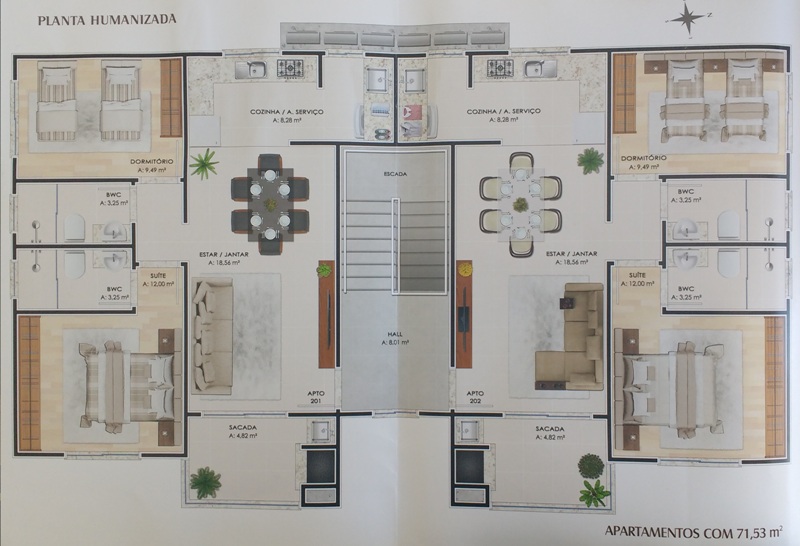 PLANTA HUMANIZADA
Z
COZINHA / A. SERVIÇO
A: 8,28 m²
COZINHA / A. SERVIÇO
A: 8,28 m²
DORMITÓRIO
A: 9,49 m²
ESCADA
DORMITÓRIO
A: 9,49 m²
BWC
A: 3,25 m²
BWC
A: 3,25 m²
ESTAR / JANTAR
A: 18,56 m²
ESTAR / JANTAR
A: 18,56 m²
SUÍTE
A: 12,00 m²
SUÍTE
A: 12,00 m²
BWC
A: 3,25 m²
BWC
A: 3,25 m²
HALL
A: 8,01 m²
APTO
201
APTO
202
SACADA
A: 4,82 m²
SACADA
A: 4,82 m²
APARTAMENTOS COM 71,53 m²